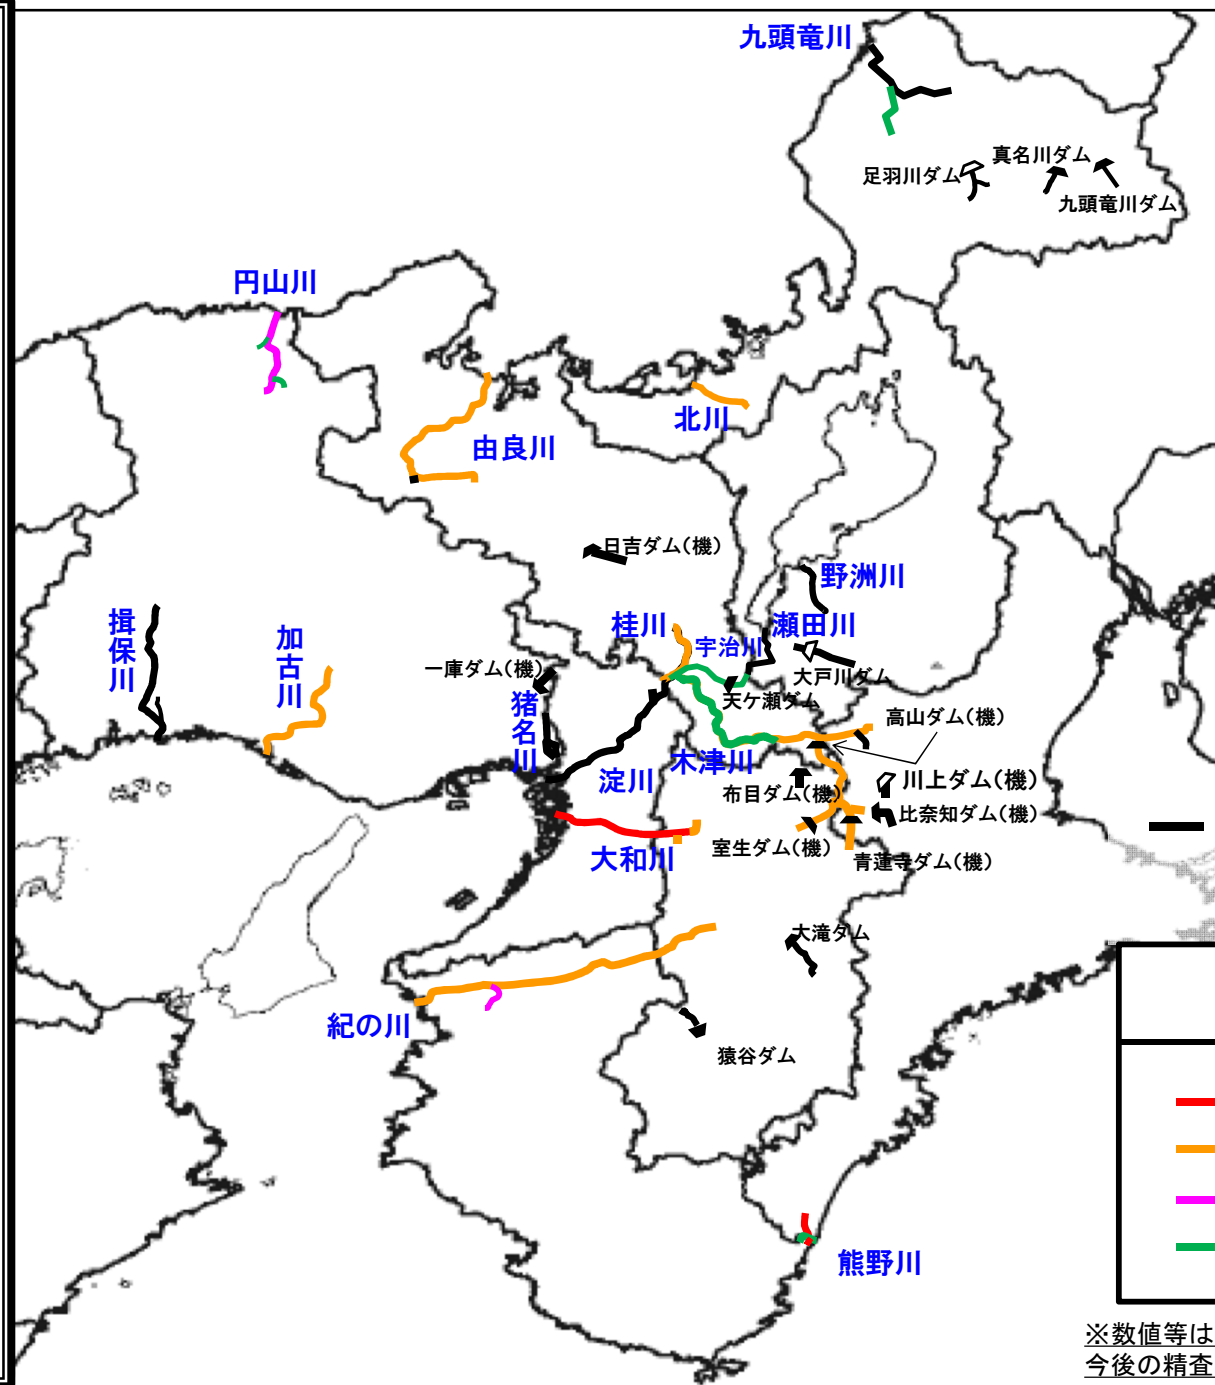 九頭竜川
真名川ダム
足羽川ダム
九頭竜川ダム
円山川
北川
由良川
日吉ダム(機)
野洲川
揖保川
加古川
桂川
宇治川
瀬田川
一庫ダム(機)
大戸川ダム
天ケ瀬ダム
猪名川
高山ダム(機)
木津川
淀川
川上ダム(機)
布目ダム(機)
比奈知ダム(機)
室生ダム(機)
大和川
青蓮寺ダム(機)
大滝ダム
紀の川
猿谷ダム
熊野川
※数値等は
今後の精査